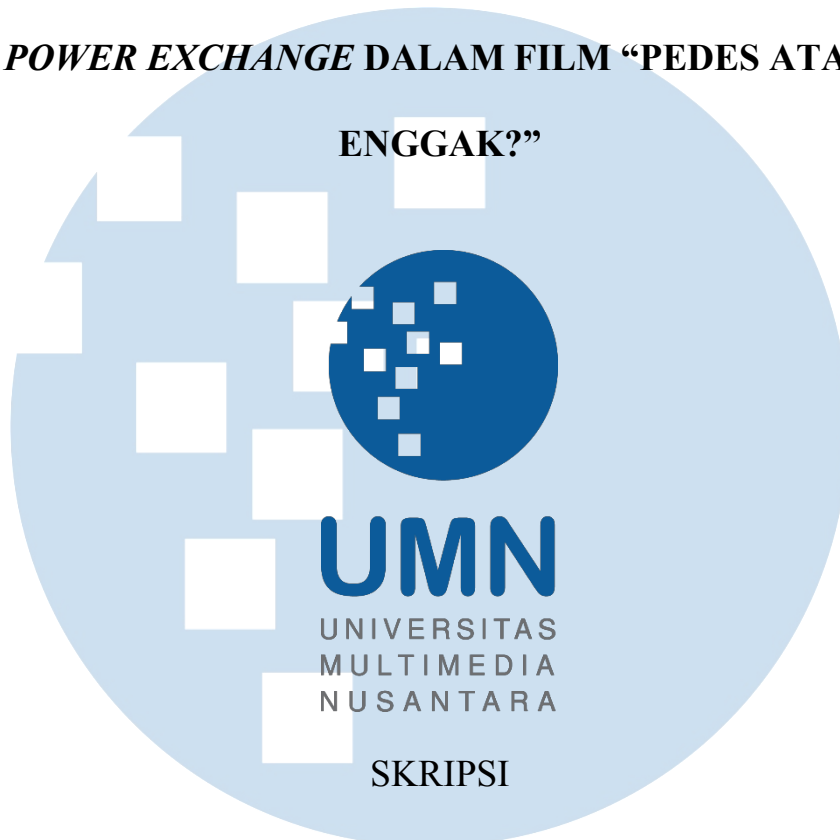 POWER EXCHANGE DALAM FILM “PEDES ATA
ENGGAK?”
UMN
UNIVERSITAS
MULTIMEDIA
NUSANTARA
SKRIPSI